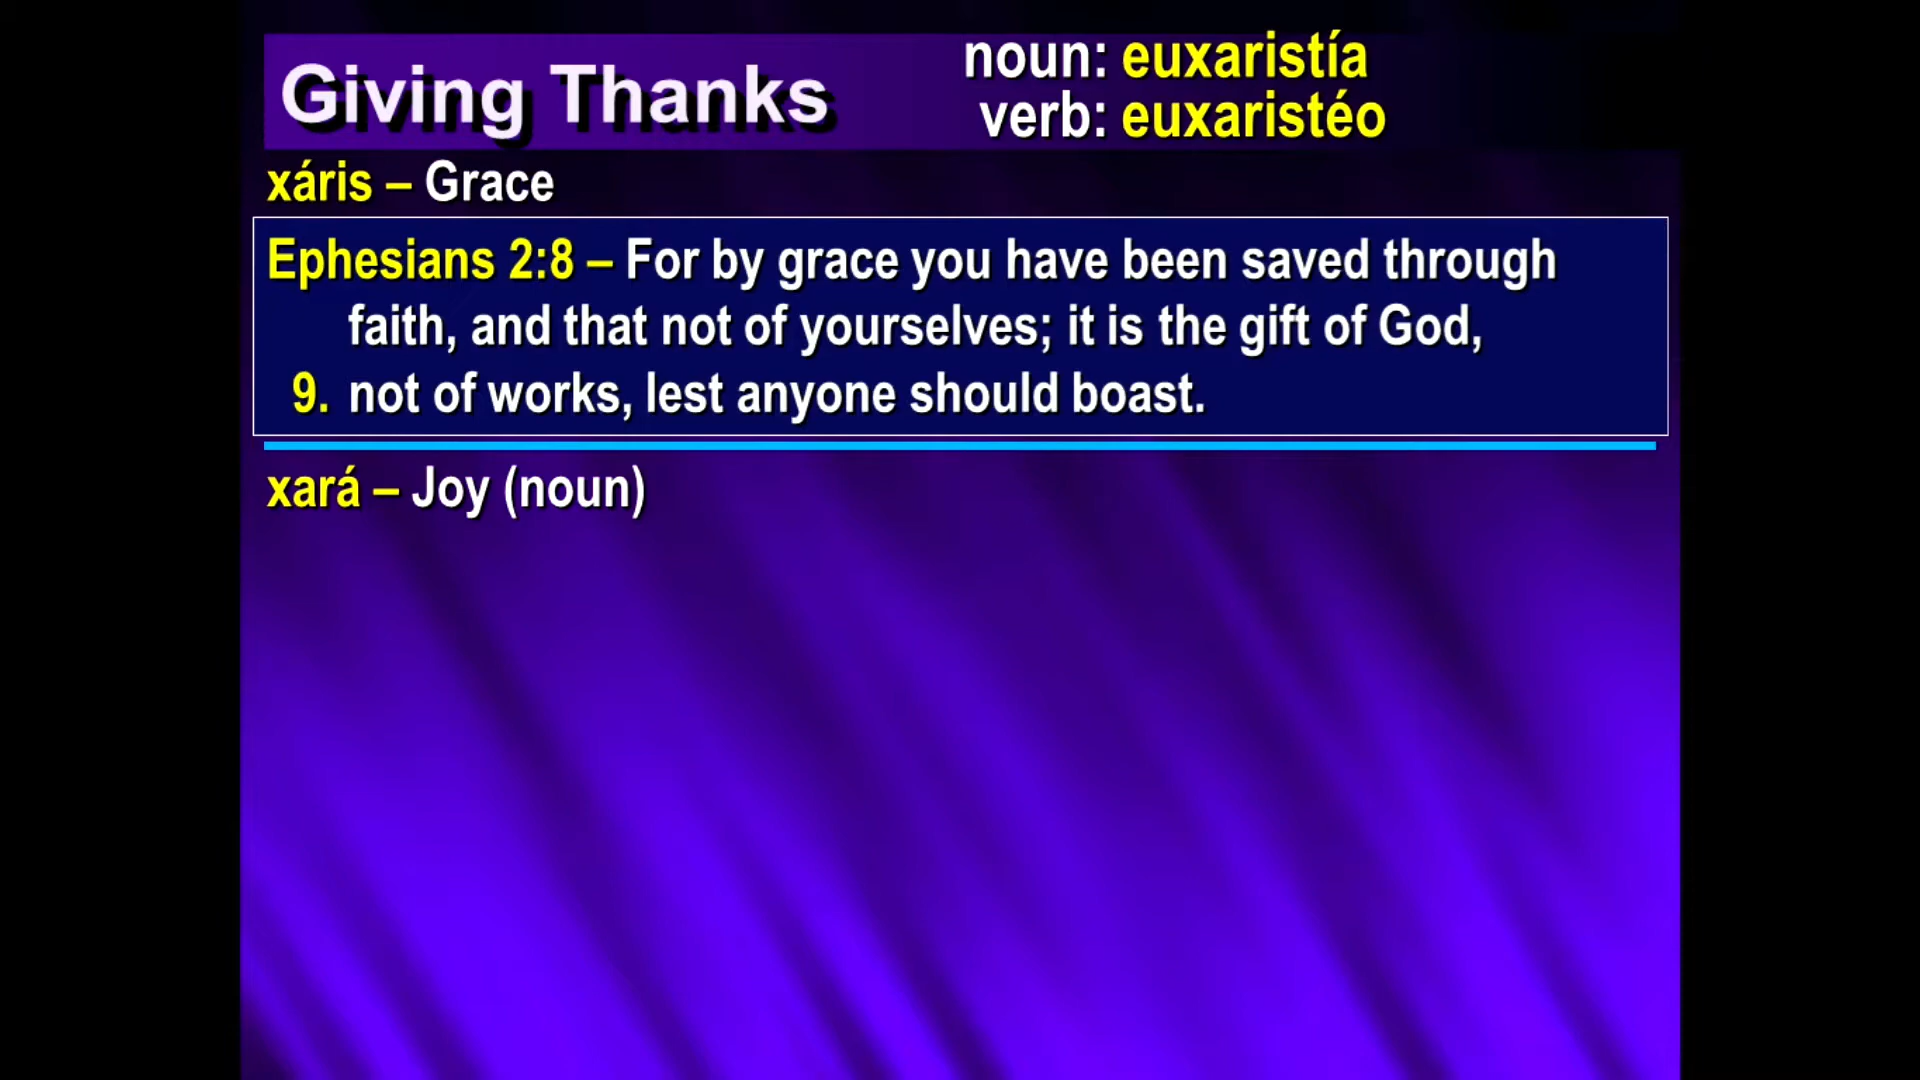 Giving Thanks
noun: euxaristía
verb: euxaristéo
xáris – Grace
Ephesians 2:8 – For by grace you have been saved through
faith, and that not of yourselves; it is the gift of God,
9. not of works, lest anyone should boast.
xará – Joy (noun)